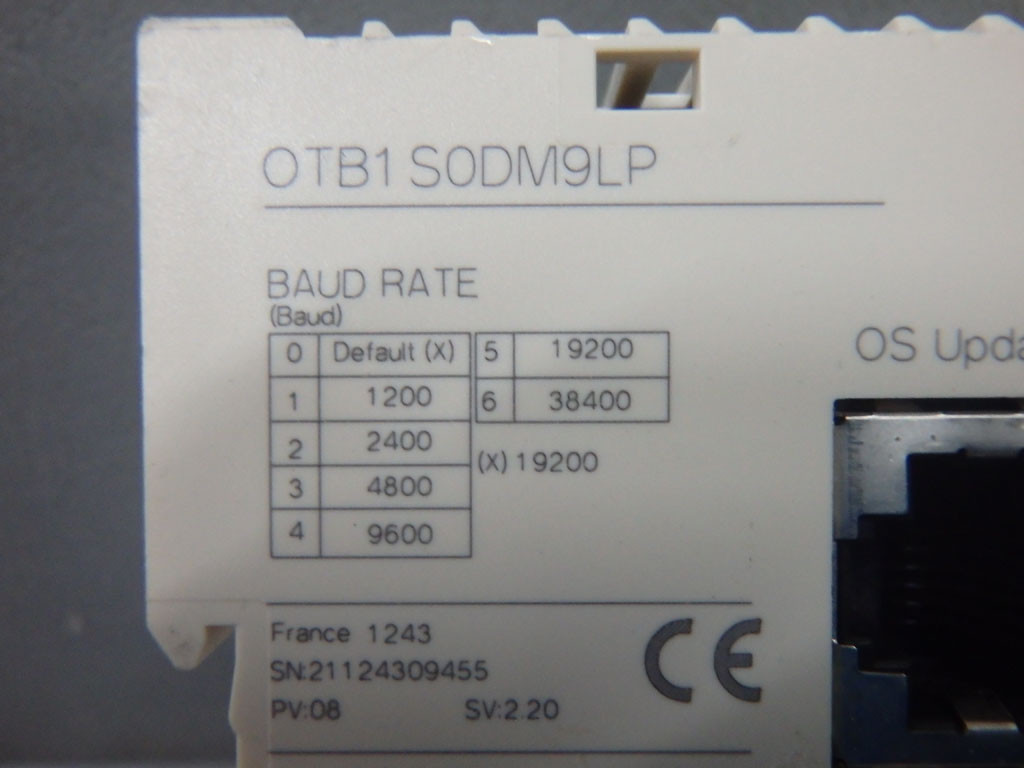 OTB1 S0DM9LP
BAUD RATE
(Baud)
0 Default (X) 5 19200
1 1200 6 38400
2 2400
(X) 19200
3 4800
4 9600
OS Upda
France 1243
SN:21124309455
PV:08 SV:2.20
CE